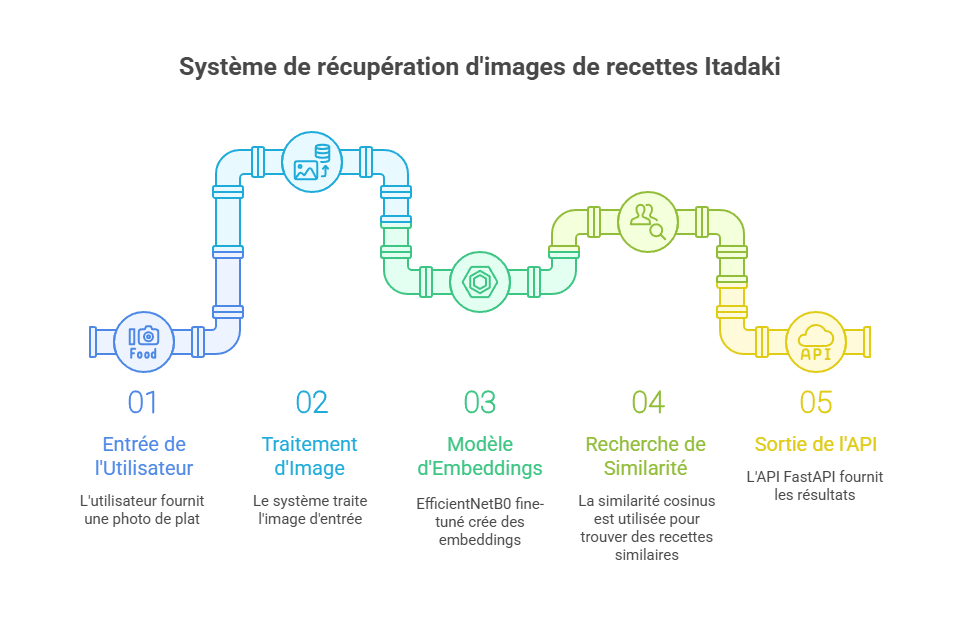 Système de récupération d'images de recettes Itadaki
Food
API
01
02
03
04
05
Entrée de
l'Utilisateur
Traitement
d'Image
Modèle
d'Embeddings
Recherche de
Similarité
Sortie de l'API
L'utilisateur fournit
une photo de plat
Le système traite
l'image d'entrée
EfficientNetB0 fine-
tuné crée des
embeddings
La similarité cosinus
est utilisée pour
trouver des recettes
similaires
L'API FastAPI fournit
les résultats